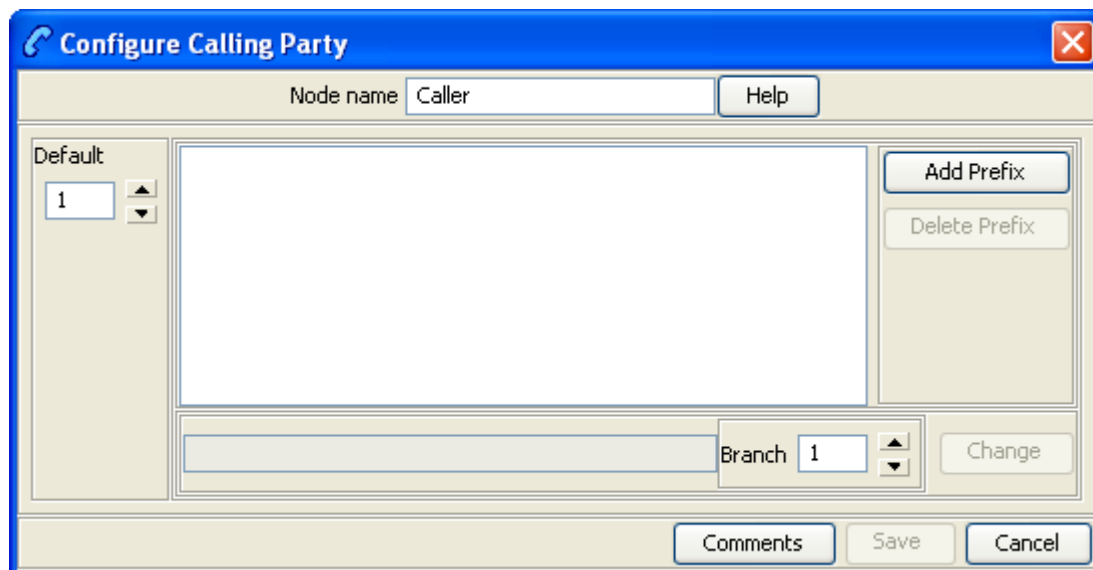 Configure Calling Party
Node name Caller Help
Default
1
Add Prefix
Delete Prefix
Branch 1 Change
Comments Save Cancel